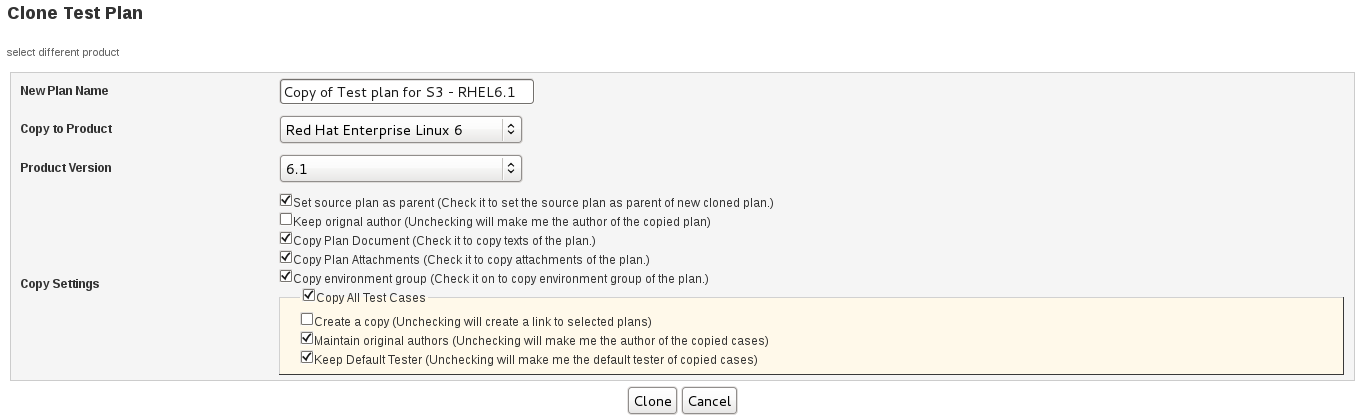 Clone Test Plan
select different product
New Plan Name Copy of Test plan for S3 - RHEL6.1
Copy to Product Red Hat Enterprise Linux 6
Product Version 6.1
Set source plan as parent (Check it to set the source plan as parent of new cloned plan.)
Keep orignal author (Unchecking will make me the author of the copied plan)
Copy Plan Document (Check it to copy texts of the plan.)
Copy Plan Attachments (Check it to copy attachments of the plan.)
Copy environment group (Check it on to copy environment group of the plan.)
Copy Settings
Copy All Test Cases
Create a copy (Unchecking will create a link to selected plans)
Maintain original authors (Unchecking will make me the author of the copied cases)
Keep Default Tester (Unchecking will make me the default tester of copied cases)
Clone Cancel